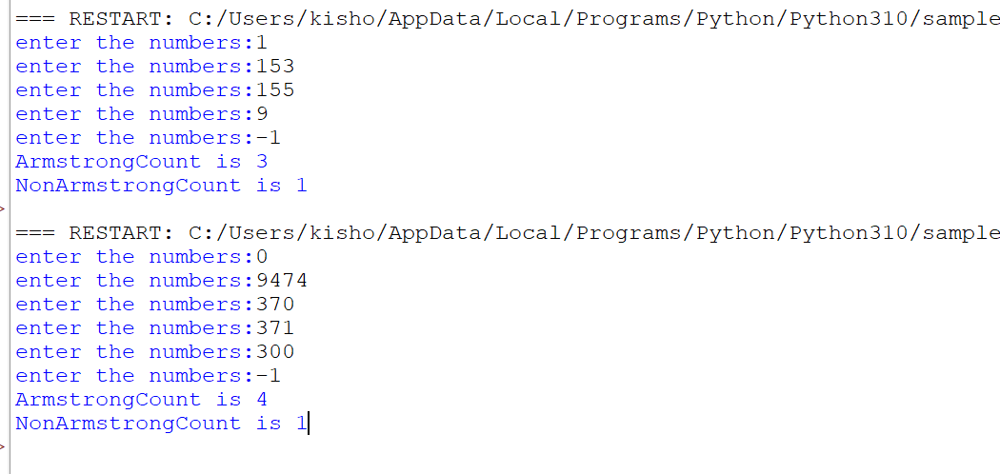 === RESTART: C:/Users/kisho/AppData/Local/Programs/Python/Python310/sample
enter the numbers:1
enter the numbers:153
enter the numbers:155
enter the numbers:9
enter the numbers:-1
ArmstrongCount is 3
NonArmstrongCount is 1
>
=== RESTART: C:/Users/kisho/AppData/Local/Programs/Python/Python310/sample
enter the numbers:0
enter the numbers:9474
enter the numbers:370
enter the numbers:371
enter the numbers:300
enter the numbers:-1
ArmstrongCount is 4
NonArmstrongCount is 1
>